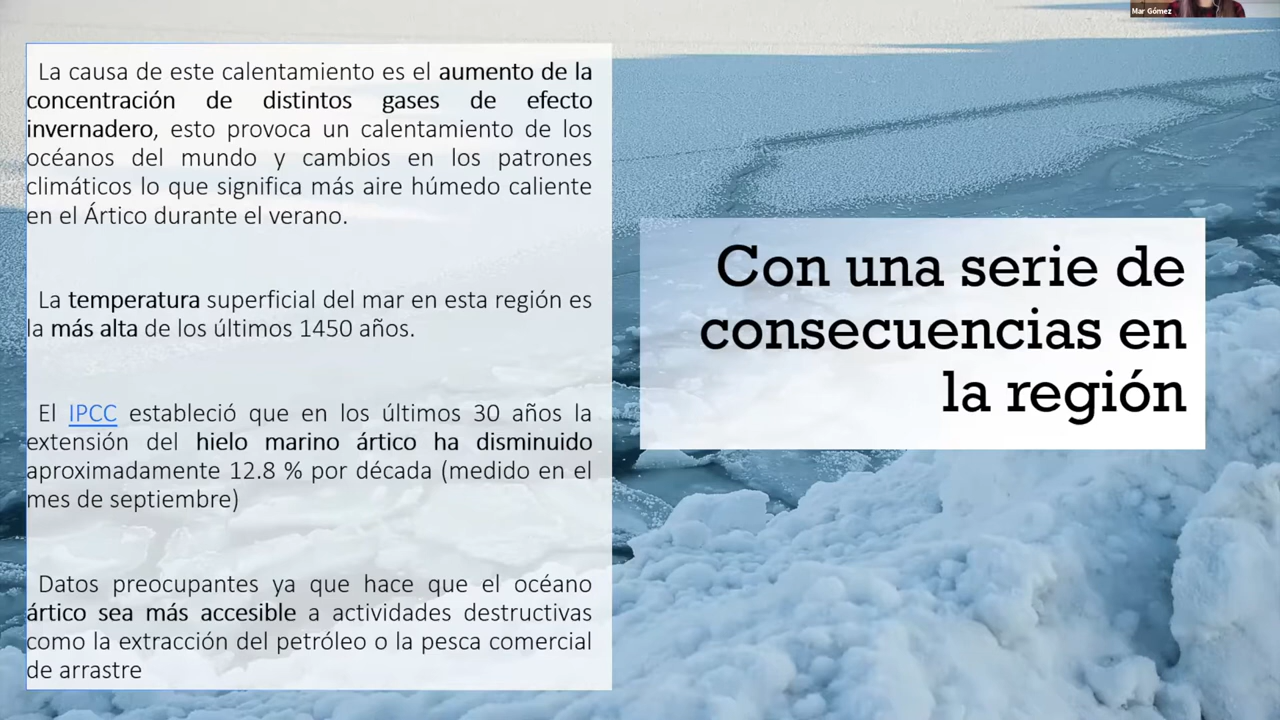 Mar Gómez
La causa de este calentamiento es el aumento de la
concentración de distintos gases de efecto
invernadero, esto provoca un calentamiento de los
océanos del mundo y cambios en los patrones
climáticos lo que significa más aire húmedo caliente
en el Ártico durante el verano.
La temperatura superficial del mar en esta región es
la más alta de los últimos 1450 años.
El IPCC estableció que en los últimos 30 años la
extensión del hielo marino ártico ha disminuido
aproximadamente 12.8 % por década (medido en el
mes de septiembre)
Datos preocupantes ya que hace que el océano
ártico sea más accesible a actividades destructivas
como la extracción del petróleo o la pesca comercial
de arrastre
Con una serie de
consecuencias en
la región